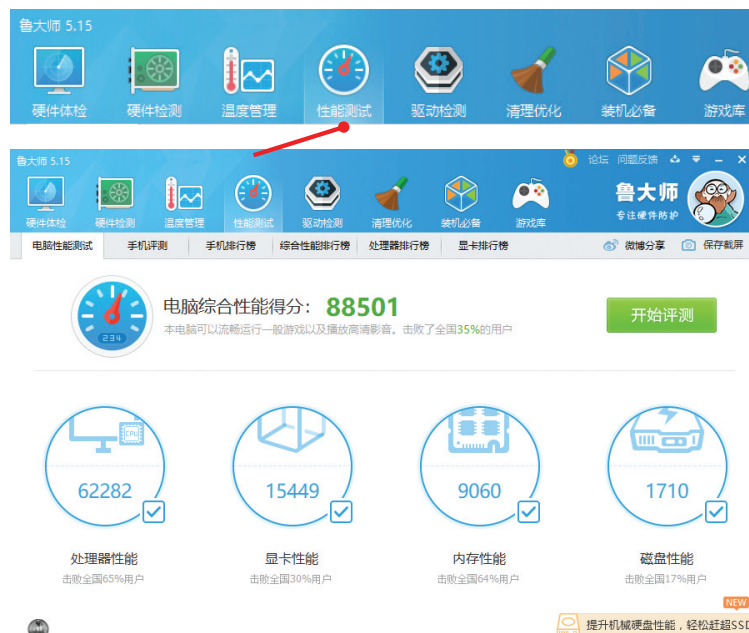 鲁大师 5.15
硬件体检 硬件检测 温度管理 性能测试 驱动检测 清理优化 装机必备 游戏库
鲁大师 5.15 论坛 问题反馈
硬件体检 硬件检测 温度管理 性能测试 驱动检测 清理优化 装机必备 游戏库
鲁大师
专注硬件防护
电脑性能测试 手机评测 手机排行榜 综合性能排行榜 处理器排行榜 显卡排行榜 微博分享 保存截屏
电脑综合性能得分： 88501
本电脑可以流畅运行一般游戏以及播放高清影音。击败了全国35%的用户
开始评测
234
CPU
62282 15449 9060 1710
处理器性能 显卡性能 内存性能 磁盘性能
击败全国65%用户 击败全国30%用户 击败全国64%用户 击败全国17%用户
NEW
提升机械硬盘性能，轻松赶超SSD